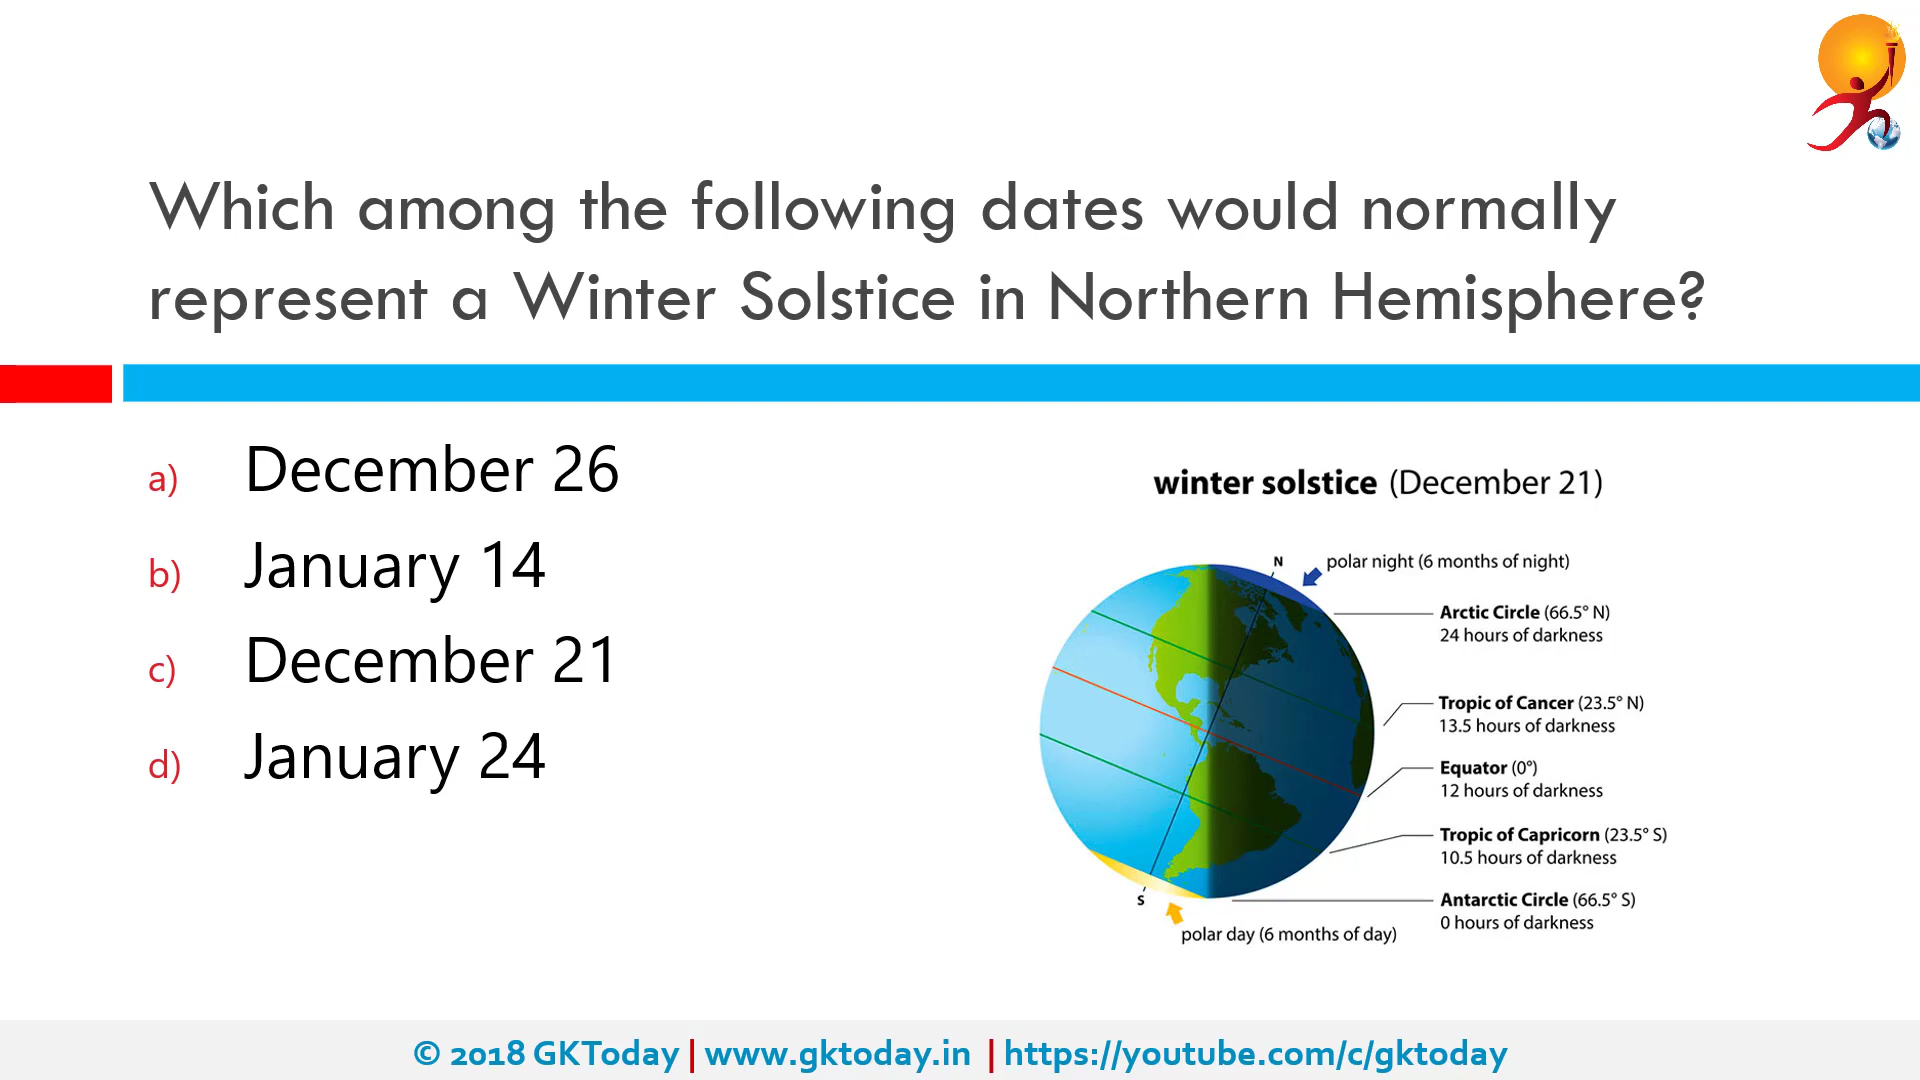 Which among the following dates would normally
represent a Winter Solstice in Northern Hemisphere?
a) December 26
b) January 14
c) December 21
d) January 24
winter solstice (December 21)
N
polar night (6 months of night)
Arctic Circle (66.5° N)
24 hours of darkness
Tropic of Cancer (23.5° N)
13.5 hours of darkness
Equator (0°)
12 hours of darkness
Tropic of Capricorn (23.5° S)
10.5 hours of darkness
Antarctic Circle (66.5° S)
0 hours of darkness
S
polar day (6 months of day)
© 2018 GKToday | www.gktoday.in | https://youtube.com/c/gktoday